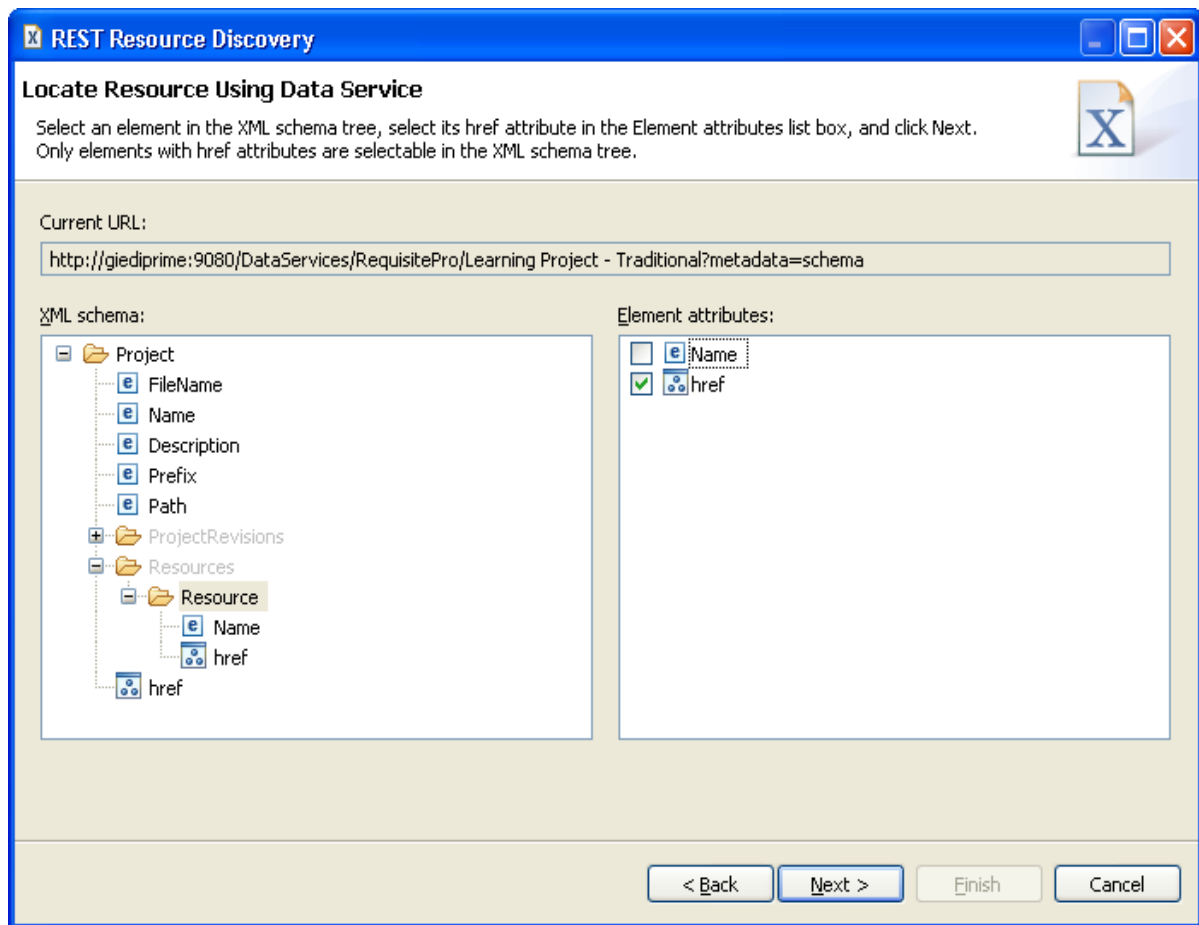 REST Resource Discovery
Locate Resource Using Data Service
Select an element in the XML schema tree, select its href attribute in the Element attributes list box, and click Next.
Only elements with href attributes are selectable in the XML schema tree.
Current URL:
http://giediprime:9080/DataServices/RequisitePro/Learning Project - Traditional?metadata=schema
XML schema:
Project
FileName
Name
Description
Prefix
Path
ProjectRevisions
Resources
Resource
Name
href
href
Element attributes:
Name
href
< Back
Next >
Finish
Cancel